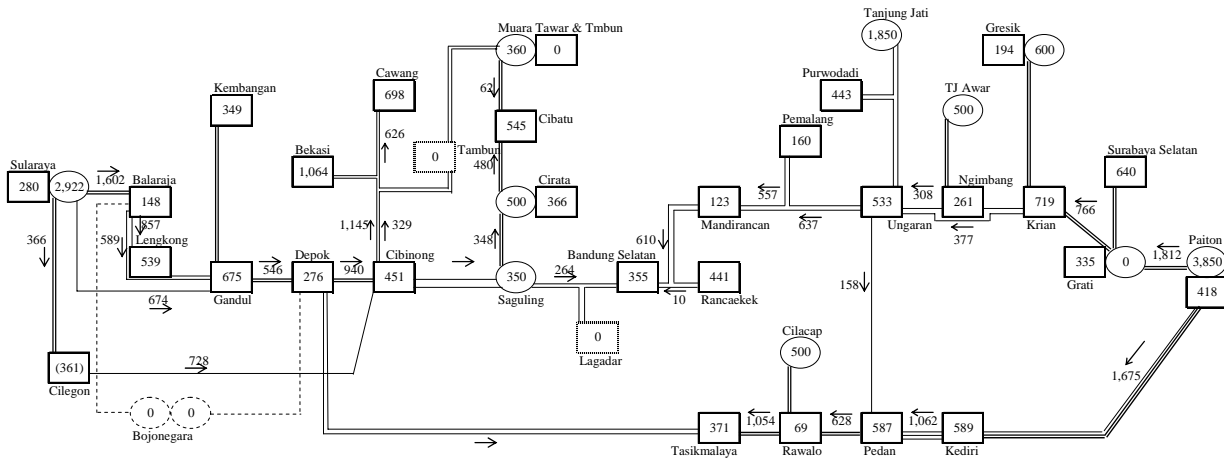 Muara Tawar & Tmbun
360
0
Tanjung Jati
1,850
Gresik
194
600
Cawang
698
Purwodadi
443
TJ Awar
500
Kembangan
349
62
545
Cibatu
Pemalang
160
626
Bekasi
1,064
0
Tambun
Surabaya Selatan
640
Sularaya
280
2,922
1,602
Balaraja
148
480
500
Cirata
366
557
123
Mandirancan
637
533
Ungaran
308
Ngimbang
261
377
719
Krian
766
857
589
Lengkong
539
366
1,145
329
348
610
335
0
Grati
1,812
Paiton
3,850
418
675
Gandul
546
Depok
276
940
Cibinong
451
350
Saguling
264
Bandung Selatan
355
10
441
Rancaekek
674
158
0
Lagadar
(361)
Cilegon
728
Cilacap
500
1,675
0
0
Bojonegara
371
Tasikmalaya
1,054
69
Rawalo
628
587
Pedan
1,062
589
Kediri